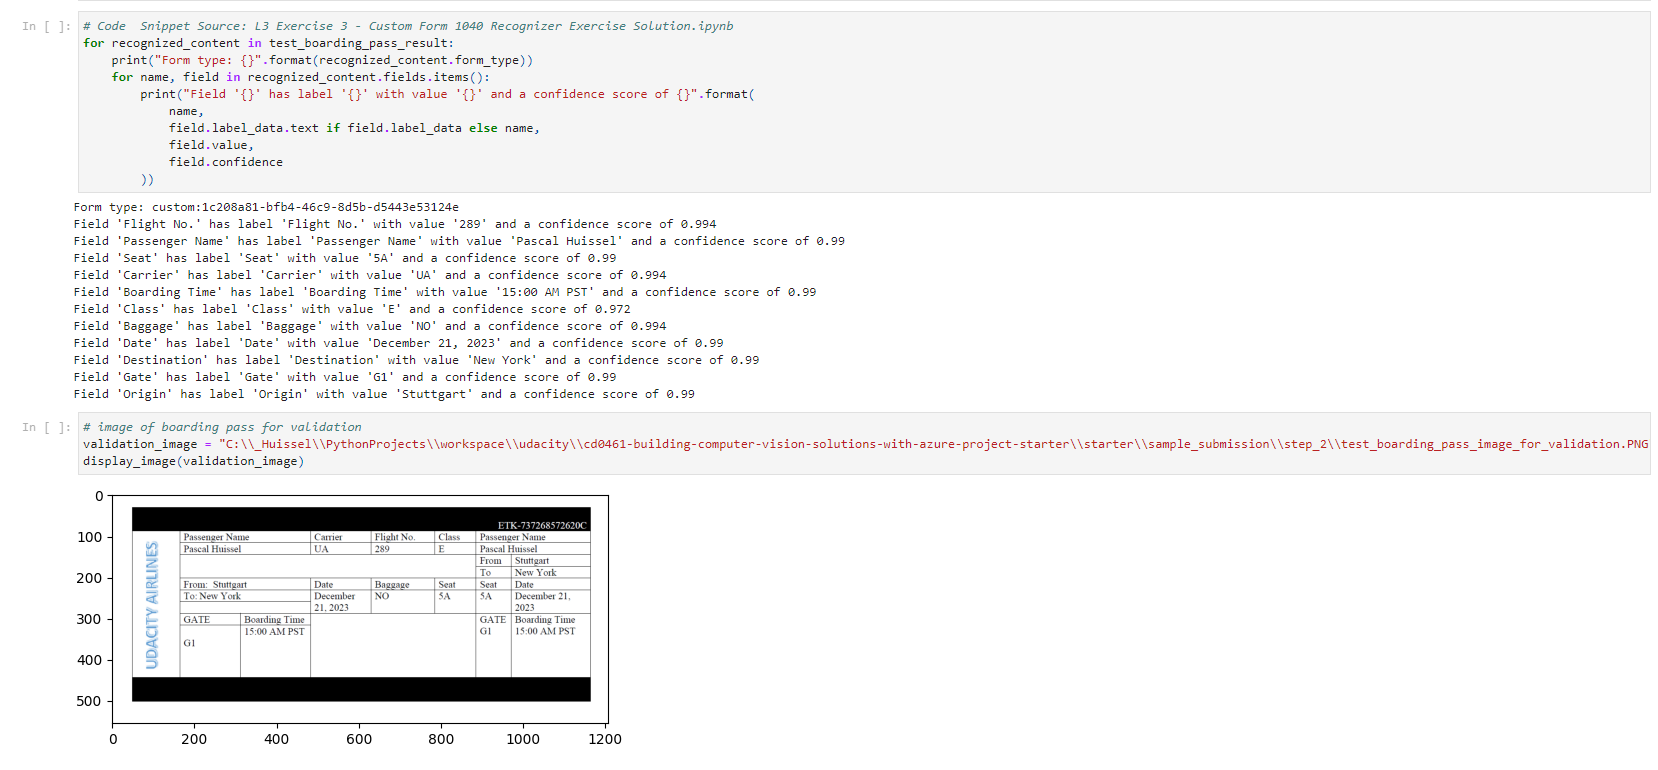 In [ ]:
# Code  Snippet Source: L3 Exercise 3 - Custom Form 1040 Recognizer Exercise Solution.ipynb
for recognized_content in test_boarding_pass_result:
    print("Form type: {}".format(recognized_content.form_type))
    for name, field in recognized_content.fields.items():
        print("Field '{}' has label '{}' with value '{}' and a confidence score of {}".format(
            name,
            field.label_data.text if field.label_data else name,
            field.value,
            field.confidence
        ))
Form type: custom:1c208a81-bfb4-46c9-8d5b-d5443e53124e
Field 'Flight No.' has label 'Flight No.' with value '289' and a confidence score of 0.994
Field 'Passenger Name' has label 'Passenger Name' with value 'Pascal Huissel' and a confidence score of 0.99
Field 'Seat' has label 'Seat' with value '5A' and a confidence score of 0.99
Field 'Carrier' has label 'Carrier' with value 'UA' and a confidence score of 0.994
Field 'Boarding Time' has label 'Boarding Time' with value '15:00 AM PST' and a confidence score of 0.99
Field 'Class' has label 'Class' with value 'E' and a confidence score of 0.972
Field 'Baggage' has label 'Baggage' with value 'NO' and a confidence score of 0.994
Field 'Date' has label 'Date' with value 'December 21, 2023' and a confidence score of 0.99
Field 'Destination' has label 'Destination' with value 'New York' and a confidence score of 0.99
Field 'Gate' has label 'Gate' with value 'G1' and a confidence score of 0.99
Field 'Origin' has label 'Origin' with value 'Stuttgart' and a confidence score of 0.99
In [ ]:
# image of boarding pass for validation
validation_image = "C:\\_Huissel\\PythonProjects\\workspace\\udacity\\cd0461-building-computer-vision-solutions-with-azure-project-starter\\starter\\sample_submission\\step_2\\test_boarding_pass_image_for_validation.PNG
display_image(validation_image)
0
100
200
300
400
500
ETK-737268572620C
UDACITY AIRLINES
Passenger Name Carrier Flight No. Class Passenger Name
Pascal Huissel UA 289 E Pascal Huissel
From Stuttgart
To New York
From: Stuttgart Date Baggage Seat Seat Date
To: New York December NO 5A 5A December 21,
21, 2023 2023
GATE Boarding Time GATE Boarding Time
15:00 AM PST G1 15:00 AM PST
G1
0 200 400 600 800 1000 1200